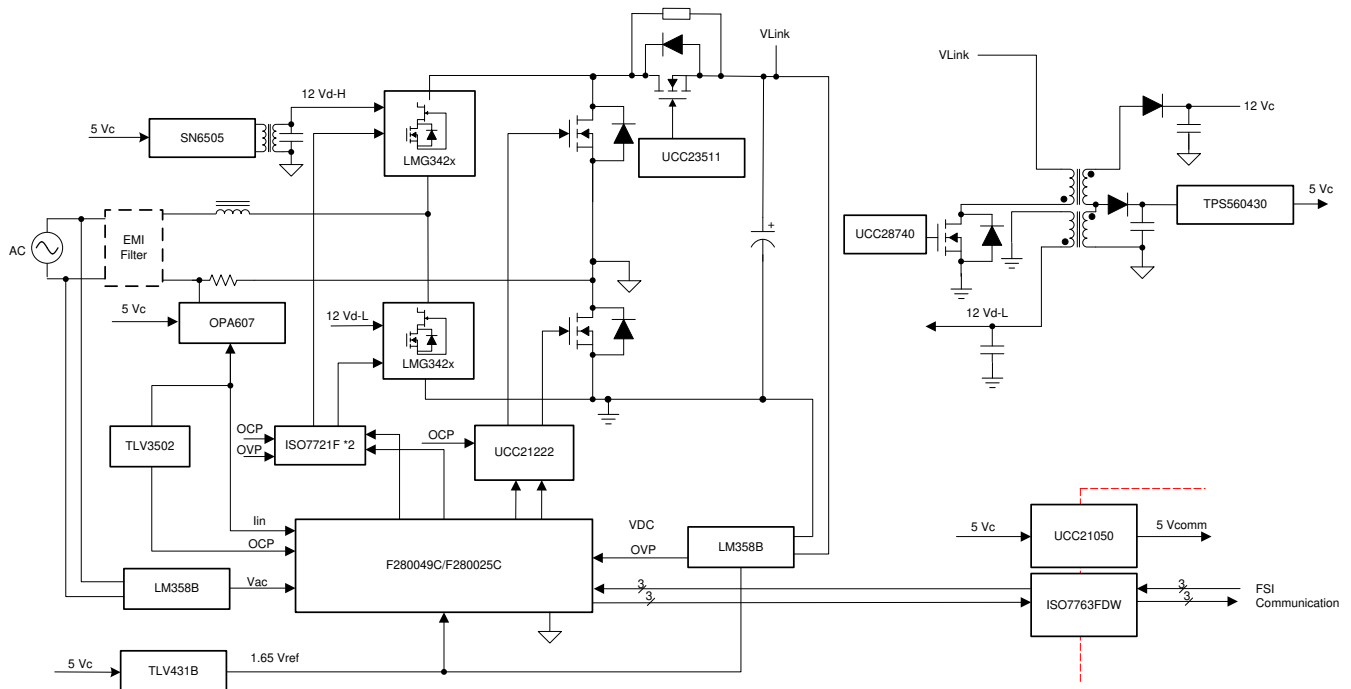 VLink
12 Vd-H
5 Vc
SN6505
LMG342x
UCC23511
AC
EMI
Filter
5 Vc
OPA607
12 Vd-L
LMG342x
TLV3502
OCP
OVP
ISO7721F *2
OCP
UCC21222
Iin
OCP
F280049C/F280025C
VDC
OVP
LM358B
LM358B
Vac
5 Vc
TLV431B
1.65 Vref
3
3
VLink
12 Vc
5 Vc
TPS560430
UCC28740
12 Vd-L
5 Vc
UCC21050
5 Vcomm
ISO7763FDW
3
3
FSI
Communication